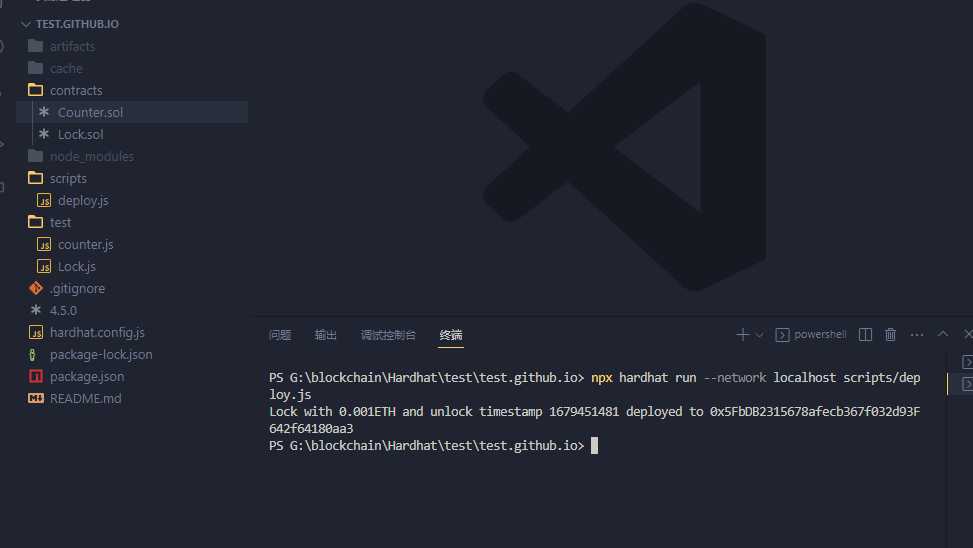 TEST.GITHUB.IO
artifacts
cache
contracts
Counter.sol
Lock.sol
node_modules
scripts
deploy.js
test
counter.js
Lock.js
.gitignore
4.5.0
hardhat.config.js
package-lock.json
package.json
README.md
问题 输出 调试控制台 终端 powershell
PS G:\blockchain\Hardhat\test\test.github.io> npx hardhat run --network localhost scripts/dep
loy.js
Lock with 0.001ETH and unlock timestamp 1679451481 deployed to 0x5FbDB2315678afecb367f032d93F
642f64180aa3
PS G:\blockchain\Hardhat\test\test.github.io>